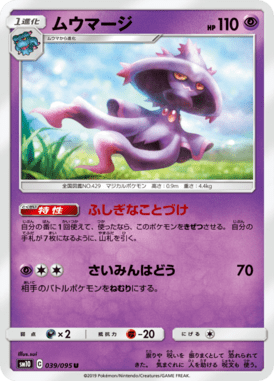 1進化
ムウマージ
HP 110
ムウマから進化
全国図鑑NO.429 マジカルポケモン 高さ:0.9m 重さ:4.4kg
特性 ふしぎなことづけ
自分の番に1回使えて、使ったなら、このポケモンをきぜつさせる。自分の
手札が7枚になるように、山札を引く。
さいみんはどう 70
相手のバトルポケモンをねむりにする。
弱点 ×2 抵抗力 -20 にげる
sm10 C 039/095 U
©2019 Pokémon/Nintendo/Creatures/GAME FREAK.